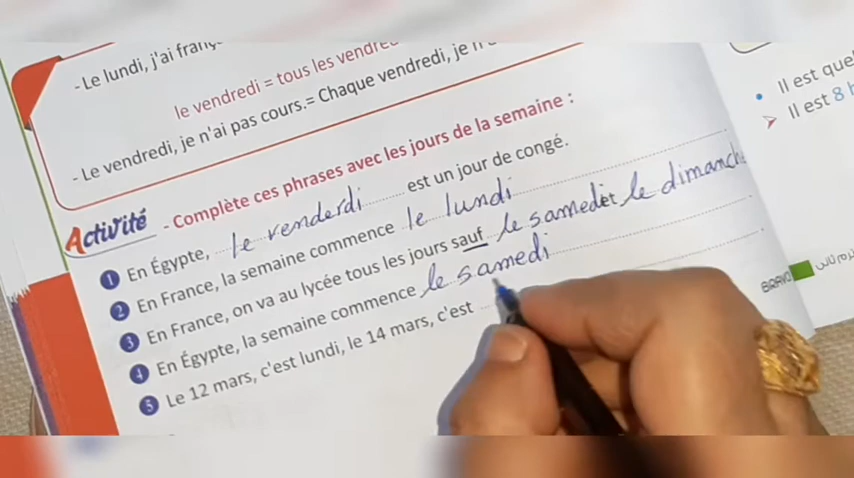 - Le lundi, j'ai franç
le vendredi = tous les vendre
- Le vendredi, je n'ai pas cours.= Chaque vendredi, je n'
Activité - Complète ces phrases avec les jours de la semaine :
1 En Égypte, le venderdi est un jour de congé.
2 En France, la semaine commence le lundi
3 En France, on va au lycée tous les jours sauf le samedi et le dimanche
4 En Égypte, la semaine commence le samedi
5 Le 12 mars, c'est lundi, le 14 mars, c'est
Il est que
Il est 8 h
BRAVO